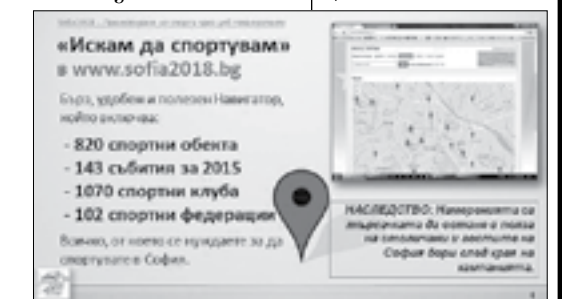 «Искам да спортувам»
в www.sofia2018.bg
Бърз, удобен и полезен Навигатор,
който включва:
- 820 спортни обекта
- 143 събития за 2015
- 1070 спортни клуба
- 102 спортни федерации
Всичко, от което се нуждаете за да
спортувате в София.
НАСЛЕДСТВО: Намеренията са
търсачката да остане в полза
на столичани и гостите на
София дори след края на
кампанията.